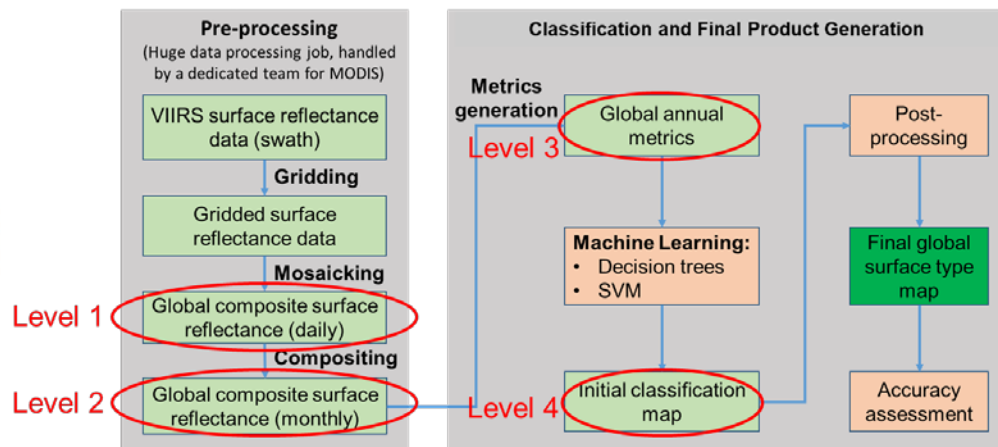 Pre-processing
(Huge data processing job, handled
by a dedicated team for MODIS)
VIIRS surface reflectance
data (swath)
Gridding
Gridded surface
reflectance data
Mosaicking
Level 1
Global composite surface
reflectance (daily)
Compositing
Level 2
Global composite surface
reflectance (monthly)
Classification and Final Product Generation
Metrics
generation
Level 3
Global annual
metrics
Machine Learning:
• Decision trees
• SVM
Level 4
Initial classification
map
Post-
processing
Final global
surface type
map
Accuracy
assessment